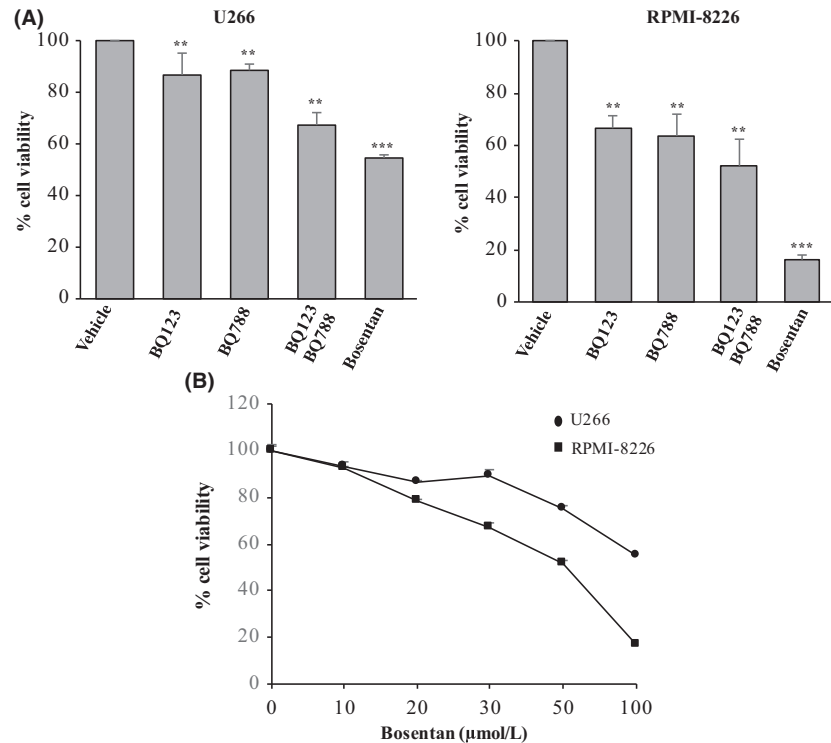 (A)
U266
% cell viability
100
80
60
40
20
0
**
**
**
***
Vehicle
BQ123
BQ788
BQ123
BQ788
Bosentan
RPMI-8226
% cell viability
100
80
60
40
20
0
**
**
**
***
Vehicle
BQ123
BQ788
BQ123
BQ788
Bosentan
(B)
% cell viability
120
100
80
60
40
20
0
U266
RPMI-8226
0 10 20 30 50 100
Bosentan (µmol/L)